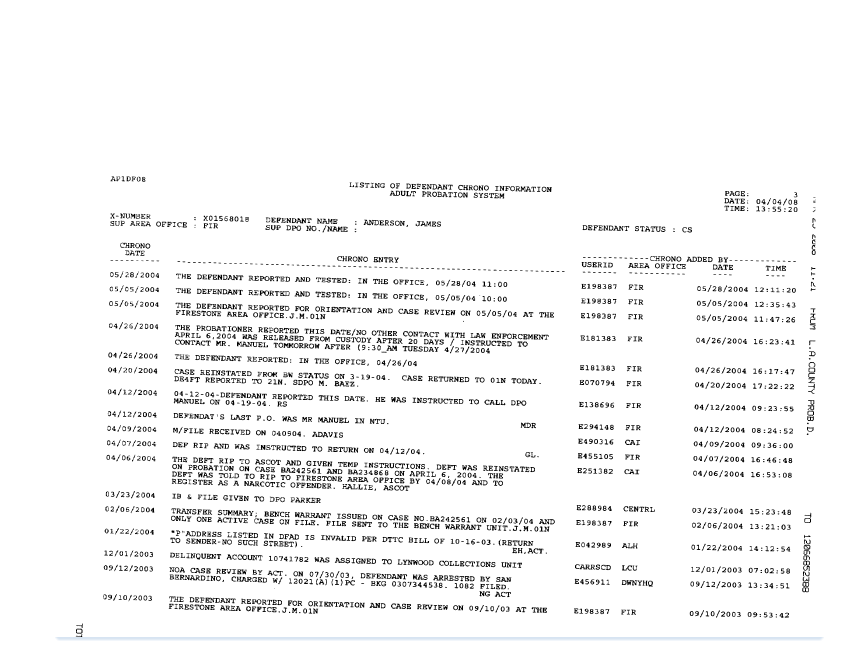 AP1DF08
LISTING OF DEFENDANT CHRONO INFORMATION
ADULT PROBATION SYSTEM
PAGE: 3
DATE: 04/04/08
TIME: 13:55:20
X-NUMBER : X01568018 DEFENDANT NAME : ANDERSON, JAMES
SUP AREA OFFICE : FIR SUP DPO NO./NAME : DEFENDANT STATUS : CS
CHRONO DATE CHRONO ENTRY ------------CHRONO ADDED BY------------
USERID AREA OFFICE DATE TIME
05/28/2004 THE DEFENDANT REPORTED AND TESTED: IN THE OFFICE, 05/28/04 11:00 E198387 FIR 05/28/2004 12:11:20
05/05/2004 THE DEFENDANT REPORTED AND TESTED: IN THE OFFICE, 05/05/04 10:00 E198387 FIR 05/05/2004 12:35:43
05/05/2004 THE DEFENDANT REPORTED FOR ORIENTATION AND CASE REVIEW ON 05/05/04 AT THE E198387 FIR 05/05/2004 11:47:26
FIRESTONE AREA OFFICE.J.M.01N
04/26/2004 THE PROBATIONER REPORTED THIS DATE/NO OTHER CONTACT WITH LAW ENFORCEMENT E181383 FIR 04/26/2004 16:23:41
APRIL 6,2004 WAS RELEASED FROM CUSTODY AFTER 20 DAYS / INSTRUCTED TO
CONTACT MR. MANUEL TOMMORROW AFTER (9:30_AM TUESDAY 4/27/2004
04/26/2004 THE DEFENDANT REPORTED: IN THE OFFICE, 04/26/04 E181383 FIR 04/26/2004 16:17:47
04/20/2004 CASE REINSTATED FROM BW STATUS ON 3-19-04. CASE RETURNED TO 01N TODAY. E070794 FIR 04/20/2004 17:22:22
DE4FT REPORTED TO 21N. SDPO M. BAEZ.
04/12/2004 04-12-04-DEFENDANT REPORTED THIS DATE. HE WAS INSTRUCTED TO CALL DPO E138696 FIR 04/12/2004 09:23:55
MANUEL ON 04-19-04. RS
04/12/2004 DEFENDAT'S LAST P.O. WAS MR MANUEL IN NTU. MDR E294148 FIR 04/12/2004 08:24:52
04/09/2004 M/FILE RECEIVED ON 040904. ADAVIS E490316 CAI 04/09/2004 09:36:00
04/07/2004 DEF RIP AND WAS INSTRUCTED TO RETURN ON 04/12/04. GL. E455105 FIR 04/07/2004 16:46:48
04/06/2004 THE DEFT RIP TO ASCOT AND GIVEN TEMP INSTRUCTIONS. DEFT WAS REINSTATED E251382 CAI 04/06/2004 16:53:08
ON PROBATION ON CASE BA242561 AND BA234868 ON APRIL 6, 2004. THE
DEFT WAS TOLD TO RIP TO FIRESTONE AREA OFFICE BY 04/08/04 AND TO
REGISTER AS A NARCOTIC OFFENDER. HALLIE, ASCOT
03/23/2004 IB & FILE GIVEN TO DPO PARKER E288984 CENTRL 03/23/2004 15:23:48
02/06/2004 TRANSFER SUMMARY; BENCH WARRANT ISSUED ON CASE NO.BA242561 ON 02/03/04 AND E198387 FIR 02/06/2004 13:21:03
ONLY ONE ACTIVE CASE ON FILE. FILE SENT TO THE BENCH WARRANT UNIT.J.M.01N
01/22/2004 *P*ADDRESS LISTED IN DFAD IS INVALID PER DTTC BILL OF 10-16-03.(RETURN E042989 ALH 01/22/2004 14:12:54
TO SENDER-NO SUCH STREET). EH,ACT.
12/01/2003 DELINQUENT ACCOUNT 10741782 WAS ASSIGNED TO LYNWOOD COLLECTIONS UNIT CARRSCD LCU 12/01/2003 07:02:58
09/12/2003 NOA CASE REVIEW BY ACT. ON 07/30/03, DEFENDANT WAS ARRESTED BY SAN E456911 DWNYHQ 09/12/2003 13:34:51
BERNARDINO, CHARGED W/ 12021(A)(1)PC - BKG 0307344538. 1082 FILED.
NG ACT
09/10/2003 THE DEFENDANT REPORTED FOR ORIENTATION AND CASE REVIEW ON 09/10/03 AT THE E198387 FIR 09/10/2003 09:53:42
FIRESTONE AREA OFFICE.J.M.01N
FROM L.A.COUNTY PROB.D. TO 12066852388
TOT